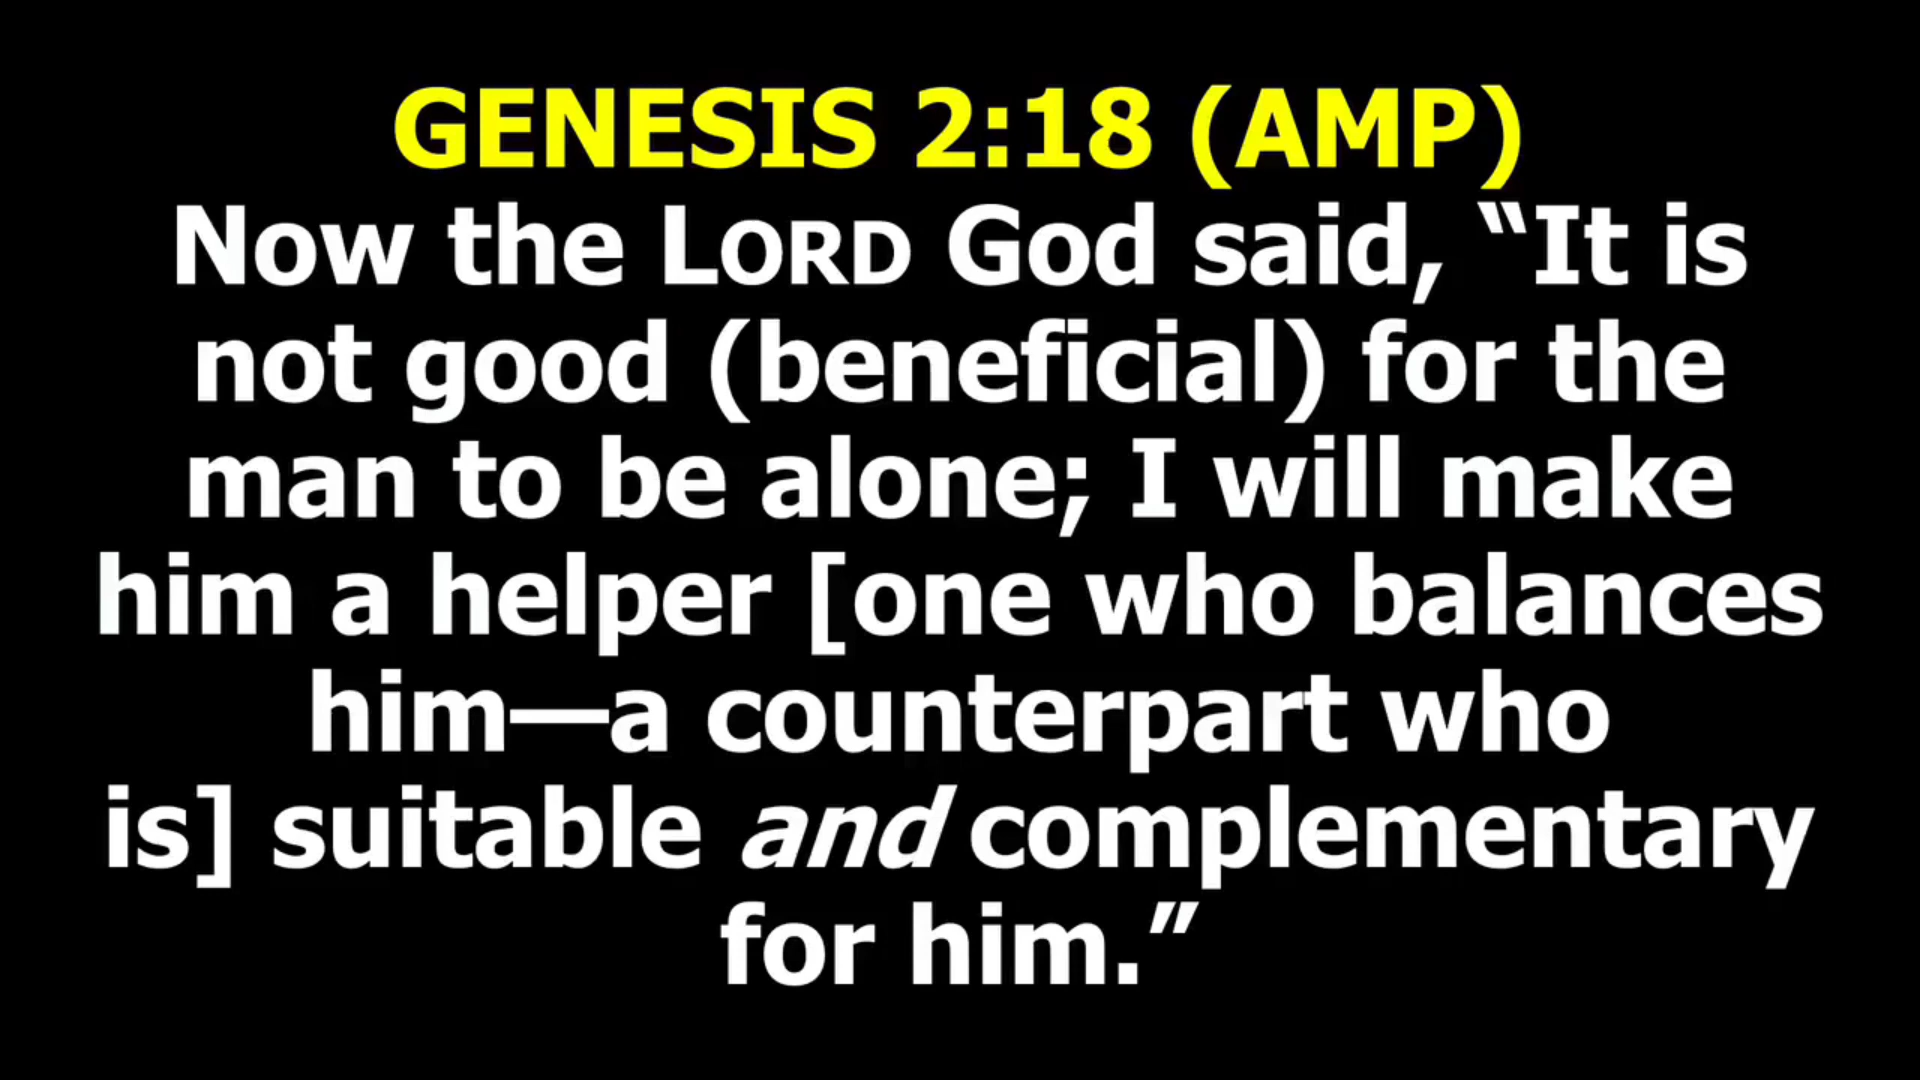 GENESIS 2:18 (AMP)
Now the LORD God said, “It is
not good (beneficial) for the
man to be alone; I will make
him a helper [one who balances
him—a counterpart who
is] suitable and complementary
for him.”